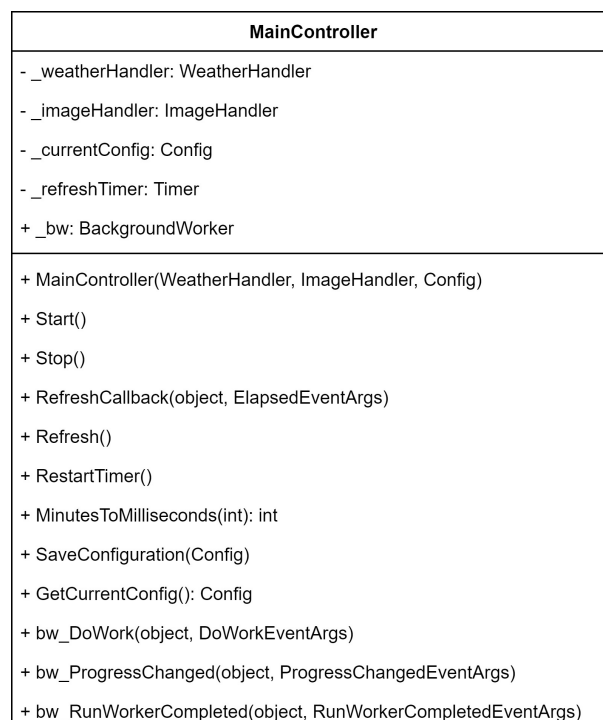 MainController
- _weatherHandler: WeatherHandler
- _imageHandler: ImageHandler
- _currentConfig: Config
- _refreshTimer: Timer
+ _bw: BackgroundWorker
+ MainController(WeatherHandler, ImageHandler, Config)
+ Start()
+ Stop()
+ RefreshCallback(object, ElapsedEventArgs)
+ Refresh()
+ RestartTimer()
+ MinutesToMilliseconds(int): int
+ SaveConfiguration(Config)
+ GetCurrentConfig(): Config
+ bw_DoWork(object, DoWorkEventArgs)
+ bw_ProgressChanged(object, ProgressChangedEventArgs)
+ bw_RunWorkerCompleted(object, RunWorkerCompletedEventArgs)